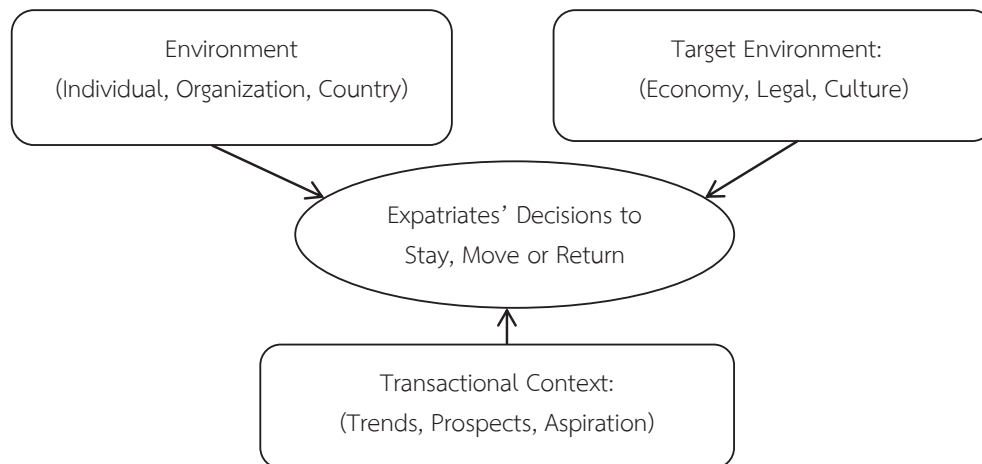 Environment
(Individual, Organization, Country)
Target Environment:
(Economy, Legal, Culture)
Expatriates’ Decisions to
Stay, Move or Return
Transactional Context:
(Trends, Prospects, Aspiration)